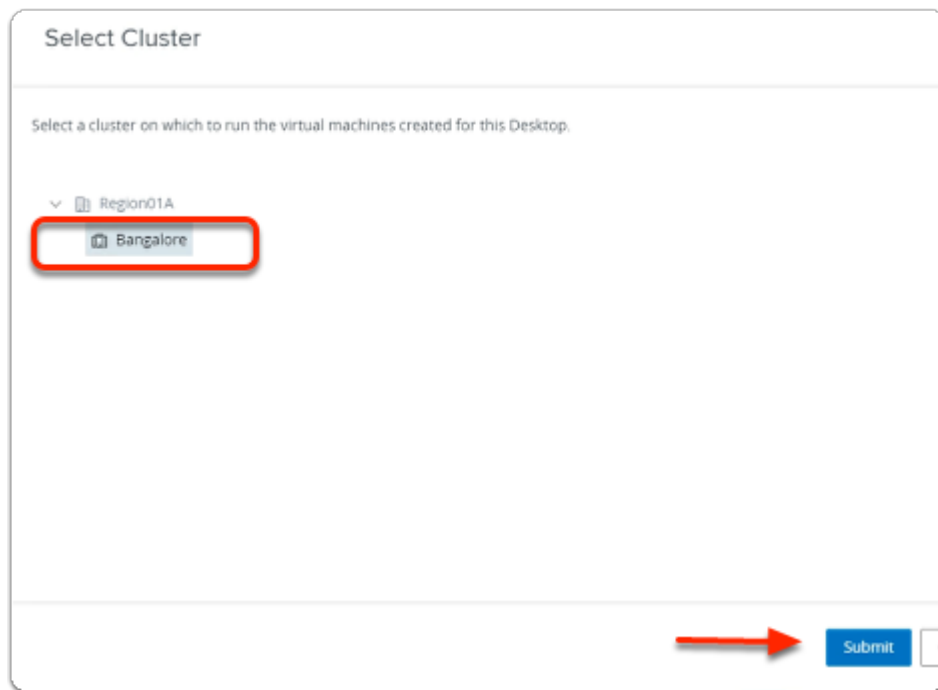 Select Cluster
Select a cluster on which to run the virtual machines created for this Desktop.
Region01A
Bangalore
Submit